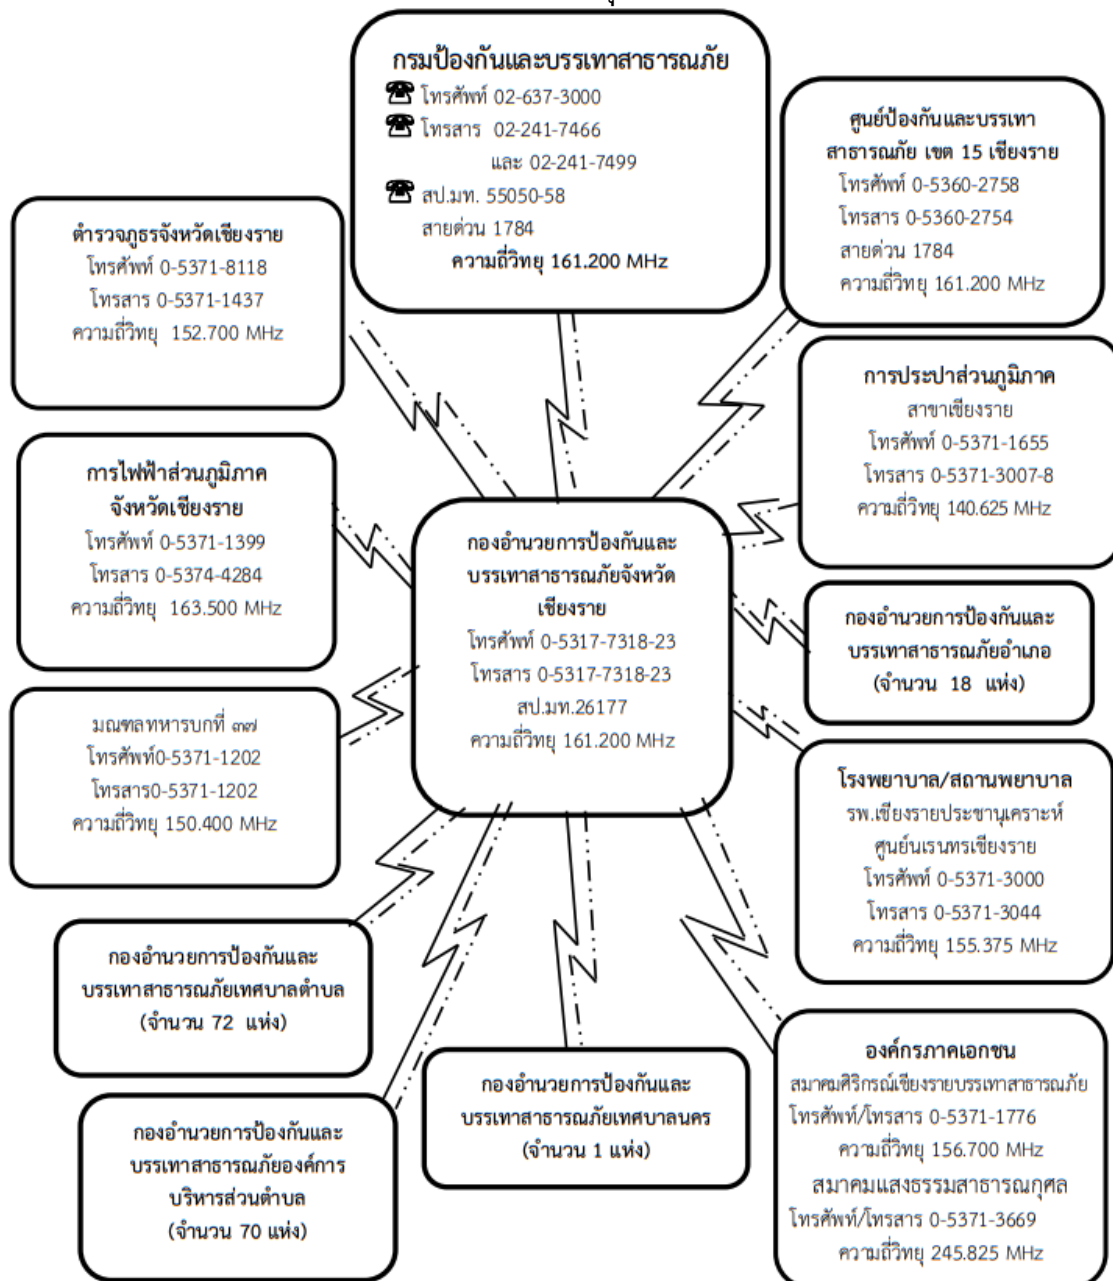 กรมป้องกันและบรรเทาสาธารณภัย
☎ โทรศัพท์ 02-637-3000
☎ โทรสาร 02-241-7466
และ 02-241-7499
☎ สป.มท. 55050-58
สายด่วน 1784
ความถี่วิทยุ 161.200 MHz
ศูนย์ป้องกันและบรรเทา
สาธารณภัย เขต 15 เชียงราย
โทรศัพท์ 0-5360-2758
โทรสาร 0-5360-2754
สายด่วน 1784
ความถี่วิทยุ 161.200 MHz
ตำรวจภูธรจังหวัดเชียงราย
โทรศัพท์ 0-5371-8118
โทรสาร 0-5371-1437
ความถี่วิทยุ 152.700 MHz
การประปาส่วนภูมิภาค
สาขาเชียงราย
โทรศัพท์ 0-5371-1655
โทรสาร 0-5371-3007-8
ความถี่วิทยุ 140.625 MHz
การไฟฟ้าส่วนภูมิภาค
จังหวัดเชียงราย
โทรศัพท์ 0-5371-1399
โทรสาร 0-5374-4284
ความถี่วิทยุ 163.500 MHz
กองอำนวยการป้องกันและ
บรรเทาสาธารณภัยจังหวัด
เชียงราย
โทรศัพท์ 0-5317-7318-23
โทรสาร 0-5317-7318-23
สป.มท.26177
ความถี่วิทยุ 161.200 MHz
กองอำนวยการป้องกันและ
บรรเทาสาธารณภัยอำเภอ
(จำนวน 18 แห่ง)
มณฑลทหารบกที่ ๓๗
โทรศัพท์0-5371-1202
โทรสาร0-5371-1202
ความถี่วิทยุ 150.400 MHz
โรงพยาบาล/สถานพยาบาล
รพ.เชียงรายประชานุเคราะห์
ศูนย์นเรนทรเชียงราย
โทรศัพท์ 0-5371-3000
โทรสาร 0-5371-3044
ความถี่วิทยุ 155.375 MHz
กองอำนวยการป้องกันและ
บรรเทาสาธารณภัยเทศบาลตำบล
(จำนวน 72 แห่ง)
กองอำนวยการป้องกันและ
บรรเทาสาธารณภัยองค์การ
บริหารส่วนตำบล
(จำนวน 70 แห่ง)
กองอำนวยการป้องกันและ
บรรเทาสาธารณภัยเทศบาลนคร
(จำนวน 1 แห่ง)
องค์กรภาคเอกชน
สมาคมศิริกรณ์เชียงรายบรรเทาสาธารณภัย
โทรศัพท์/โทรสาร 0-5371-1776
ความถี่วิทยุ 156.700 MHz
สมาคมแสงธรรมสาธารณกุศล
โทรศัพท์/โทรสาร 0-5371-3669
ความถี่วิทยุ 245.825 MHz